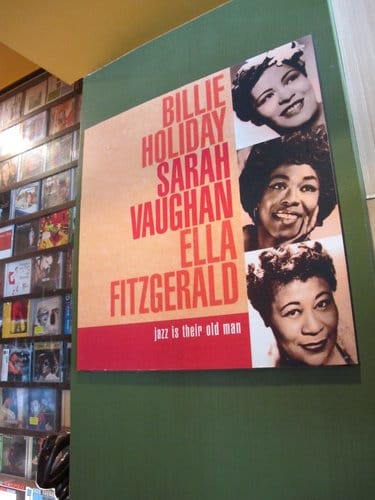 BILLIE
HOLIDAY
SARAH
VAUGHAN
ELLA
FITZGERALD
jazz is their old man